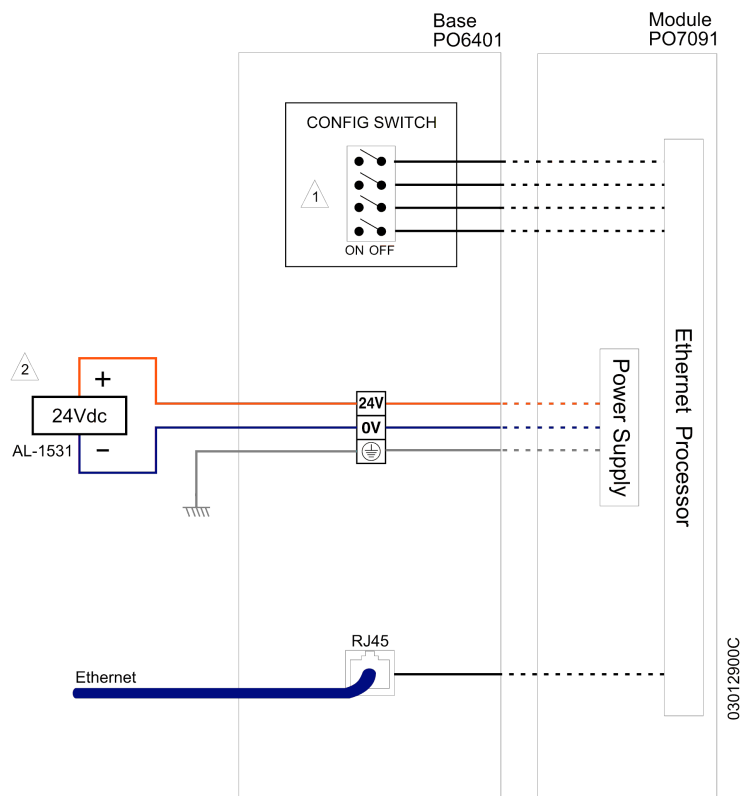 Base
PO6401
Module
PO7091
CONFIG SWITCH
1
ON OFF
2
+
24Vdc
AL-1531
−
24V
0V
Power Supply
Ethernet Processor
RJ45
Ethernet
03012900C